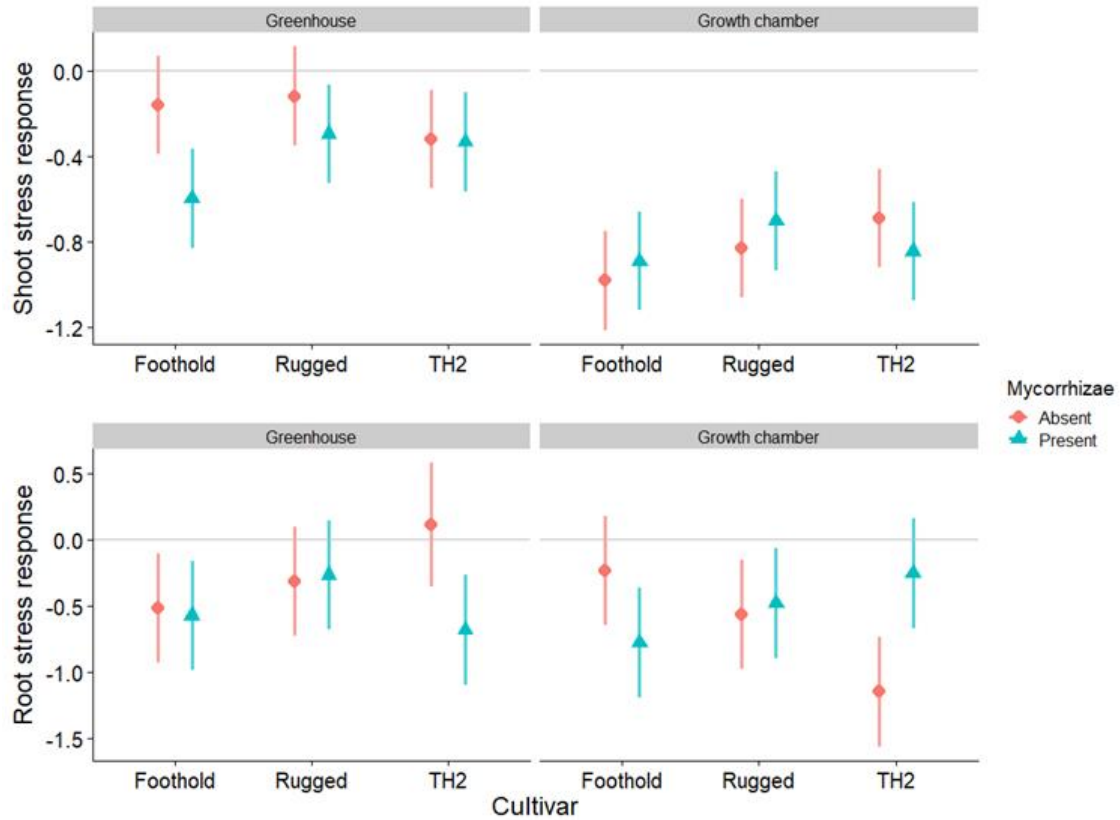 Greenhouse Growth chamber
Shoot stress response
0.0
-0.4
-0.8
-1.2
Foothold Rugged TH2 Foothold Rugged TH2
Mycorrhizae
Absent
Present
Greenhouse Growth chamber
Root stress response
0.5
0.0
-0.5
-1.0
-1.5
Foothold Rugged TH2 Foothold Rugged TH2
Cultivar